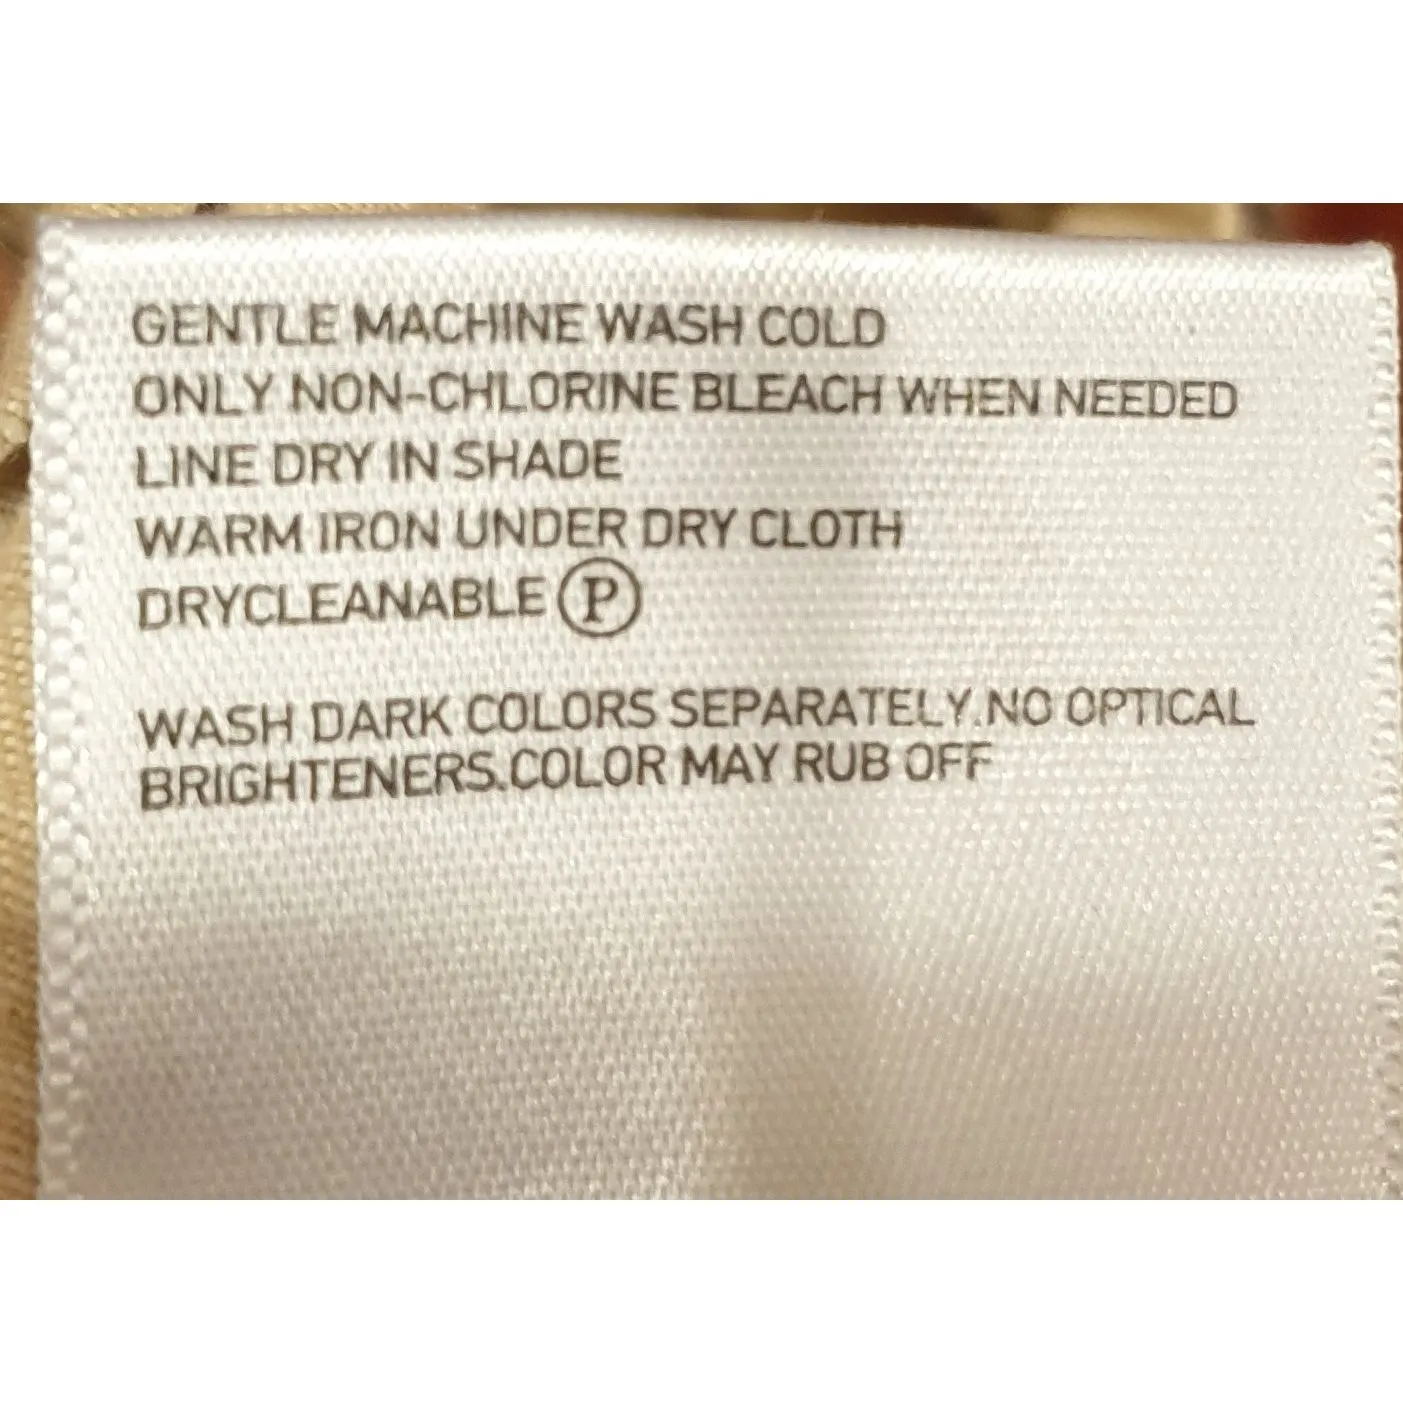 GENTLE MACHINE WASH COLD
ONLY NON-CHLORINE BLEACH WHEN NEEDED
LINE DRY IN SHADE
WARM IRON UNDER DRY CLOTH
DRYCLEANABLE Ⓟ
WASH DARK COLORS SEPARATELY.NO OPTICAL
BRIGHTENERS.COLOR MAY RUB OFF